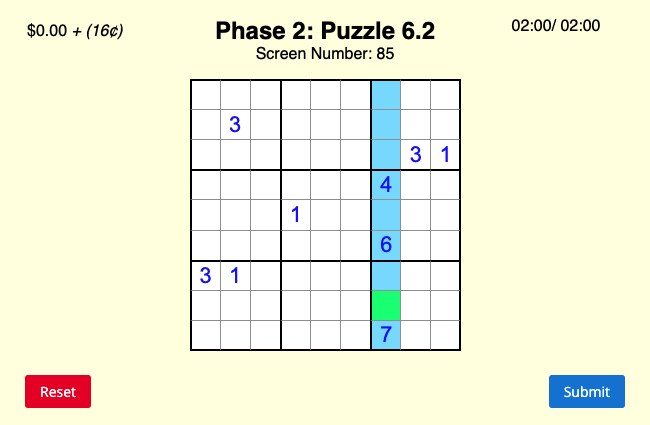 $0.00 + (16¢)
Phase 2: Puzzle 6.2
02:00/ 02:00
Screen Number: 85
3
3 1
4
1
6
3 1
7
Reset
Submit